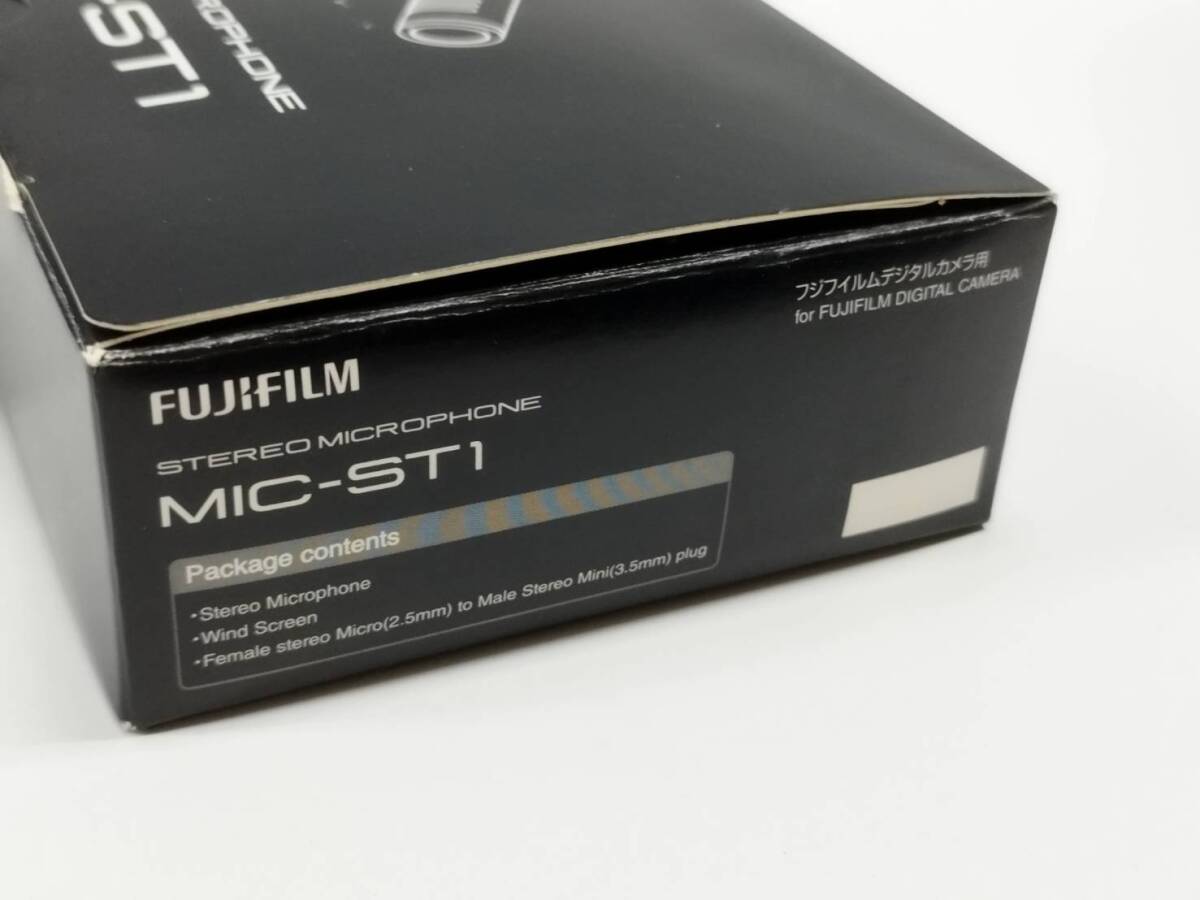 -ST1
ROPHONE
フジフイルムデジタルカメラ用
for FUJIFILM DIGITAL CAMERA
FUJIFILM
STEREO MICROPHONE
MIC-ST1
Package contents
・Stereo Microphone
・Wind Screen
・Female stereo Micro(2.5mm) to Male Stereo Mini(3.5mm) plug